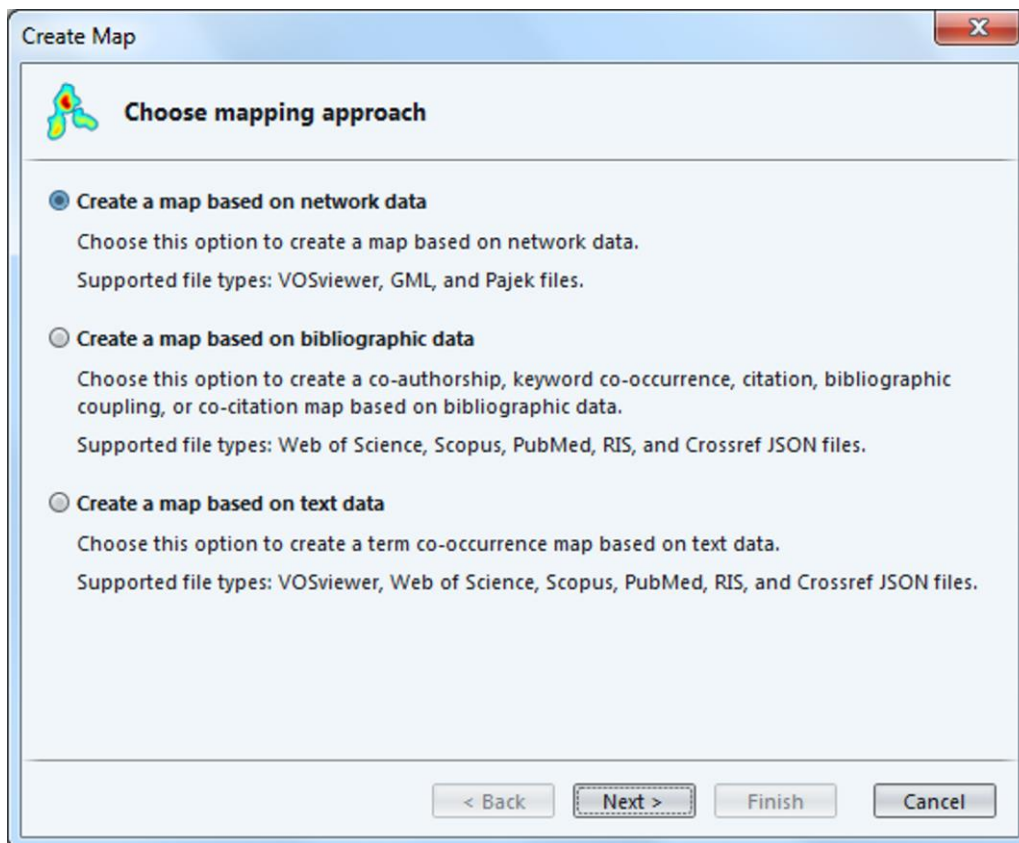 Create Map
Choose mapping approach
Create a map based on network data
Choose this option to create a map based on network data.
Supported file types: VOSviewer, GML, and Pajek files.
Create a map based on bibliographic data
Choose this option to create a co-authorship, keyword co-occurrence, citation, bibliographic
coupling, or co-citation map based on bibliographic data.
Supported file types: Web of Science, Scopus, PubMed, RIS, and Crossref JSON files.
Create a map based on text data
Choose this option to create a term co-occurrence map based on text data.
Supported file types: VOSviewer, Web of Science, Scopus, PubMed, RIS, and Crossref JSON files.
< Back Next > Finish Cancel